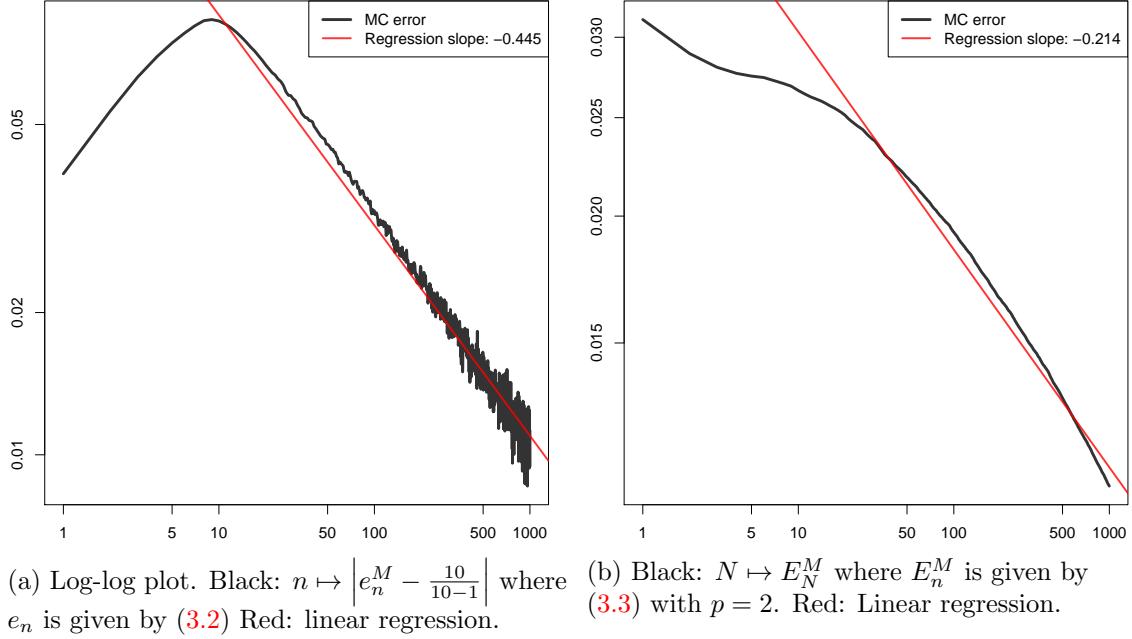 MC error
Regression slope: −0.445
0.05
0.02
0.01
1 5 10 50 100 500 1000
(a) Log-log plot. Black: n ↦ |e_n^M − 10/(10−1)| where
e_n is given by (3.2) Red: linear regression.
MC error
Regression slope: −0.214
0.030
0.025
0.020
0.015
1 5 10 50 100 500 1000
(b) Black: N ↦ E_N^M where E_n^M is given by
(3.3) with p = 2. Red: Linear regression.